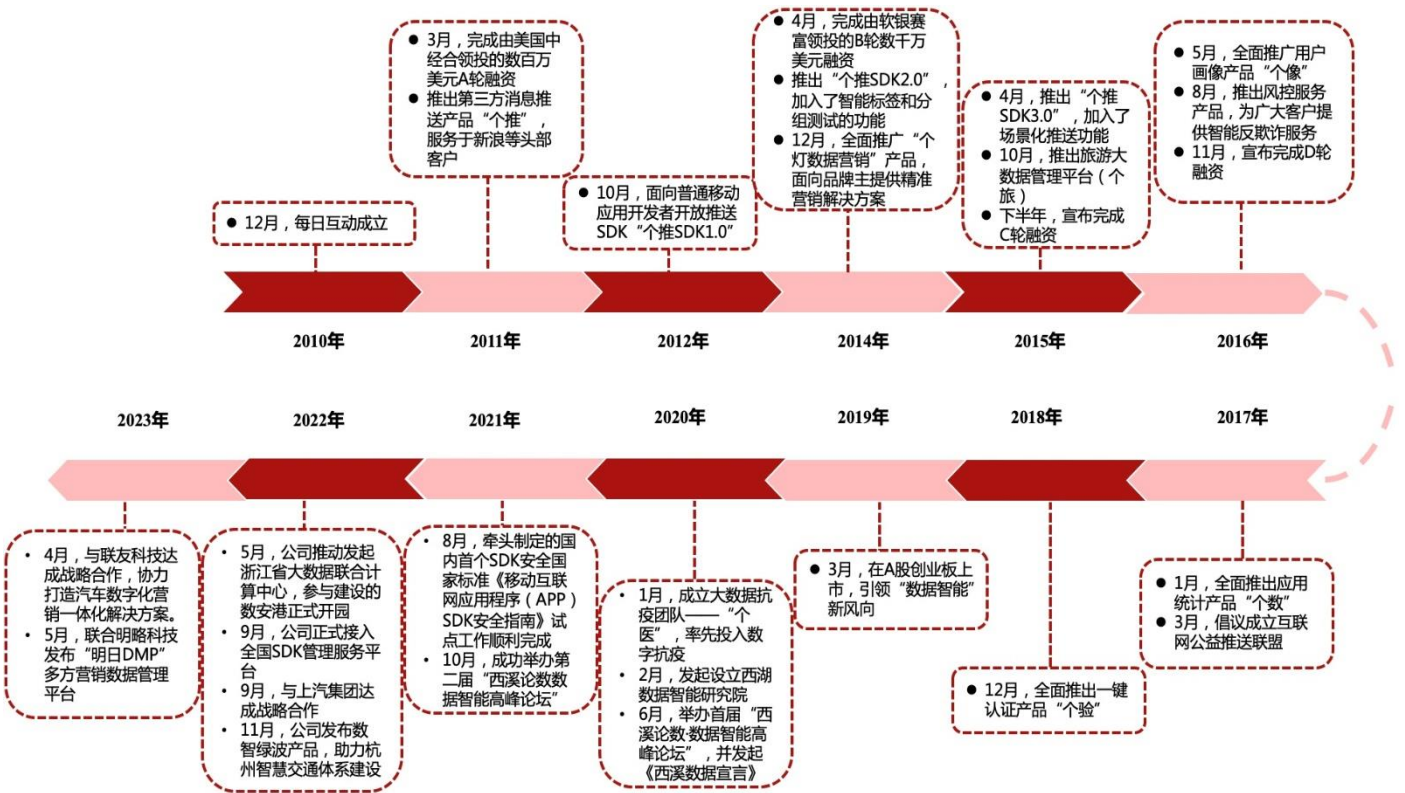 ● 12月，每日互动成立
● 3月，完成由美国中
经合领投的数百万
美元A轮融资
● 推出第三方消息推
送产品“个推”，
服务于新浪等头部
客户
● 10月，面向普通移动
应用开发者开放推送
SDK“个推SDK1.0”
● 4月，完成由软银赛
富领投的B轮数千万
美元融资
● 推出“个推SDK2.0”，
加入了智能标签和分
组测试的功能
● 12月，全面推广“个
灯数据营销”产品，
面向品牌主提供精准
营销解决方案
● 4月，推出“个推
SDK3.0”，加入了
场景化推送功能
● 10月，推出旅游大
数据管理平台（个
旅）
● 下半年，宣布完成
C轮融资
● 5月，全面推广用户
画像产品“个像”
● 8月，推出风控服务
产品，为广大客户提
供智能反欺诈服务
● 11月，宣布完成D轮
融资
2010年
2011年
2012年
2014年
2015年
2016年
2023年
2022年
2021年
2020年
2019年
2018年
2017年
• 4月，与联友科技达
成战略合作，协力
打造汽车数字化营
销一体化解决方案。
• 5月，联合明略科技
发布“明日DMP”
多方营销数据管理
平台
• 5月，公司推动发起
浙江省大数据联合计
算中心，参与建设的
数安港正式开园
• 9月，公司正式接入
全国SDK管理服务平
台
• 9月，与上汽集团达
成战略合作
• 11月，公司发布数
智绿波产品，助力杭
州智慧交通体系建设
• 8月，牵头制定的国
内首个SDK安全国
家标准《移动互联
网应用程序（APP）
SDK安全指南》试
点工作顺利完成
• 10月，成功举办第
二届“西溪论数数
据智能高峰论坛”
• 1月，成立大数据抗
疫团队——“个
医”，率先投入数
字抗疫
• 2月，发起设立西湖
数据智能研究院
• 6月，举办首届“西
溪论数·数据智能高
峰论坛”，并发起
《西溪数据宣言》
● 3月，在A股创业板上
市，引领“数据智能”
新风向
● 12月，全面推出一键
认证产品“个验”
● 1月，全面推出应用
统计产品“个数”
● 3月，倡议成立互联
网公益推送联盟